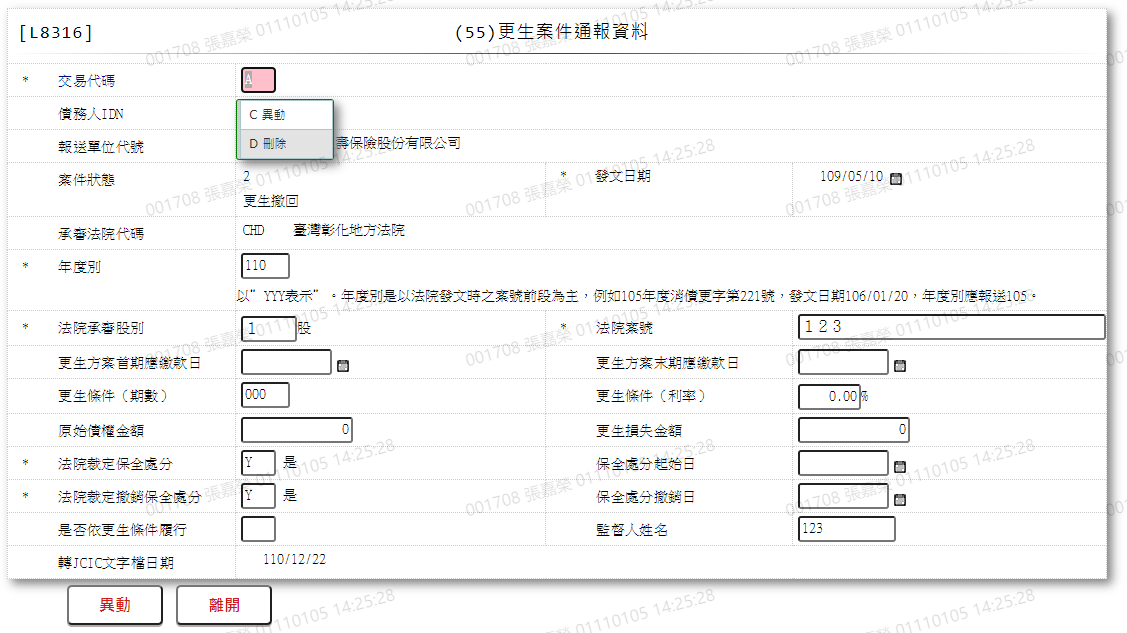 [L8316] (55)更生案件通報資料
* 交易代碼 A
債務人IDN
C 異動
D 刪除
報送單位代號 壽保險股份有限公司
案件狀態 2 * 發文日期 109/05/10
更生撤回
承審法院代碼 CHD 臺灣彰化地方法院
* 年度別 110
以”YYY表示”。年度別是以法院發文時之案號前段為主，例如105年度消債更字第221號，發文日期106/01/20，年度別應報送105。
* 法院承審股別 1 股 * 法院案號 １２３
更生方案首期應繳款日 更生方案末期應繳款日
更生條件（期數） 000 更生條件（利率） 0.00%
原始債權金額 0 更生損失金額 0
* 法院裁定保全處分 Y 是 保全處分起始日
* 法院裁定撤銷保全處分 Y 是 保全處分撤銷日
是否依更生條件履行 監督人姓名 123
轉JCIC文字檔日期 110/12/22
異動 離開
001708 張嘉榮 01110105 14:25:28